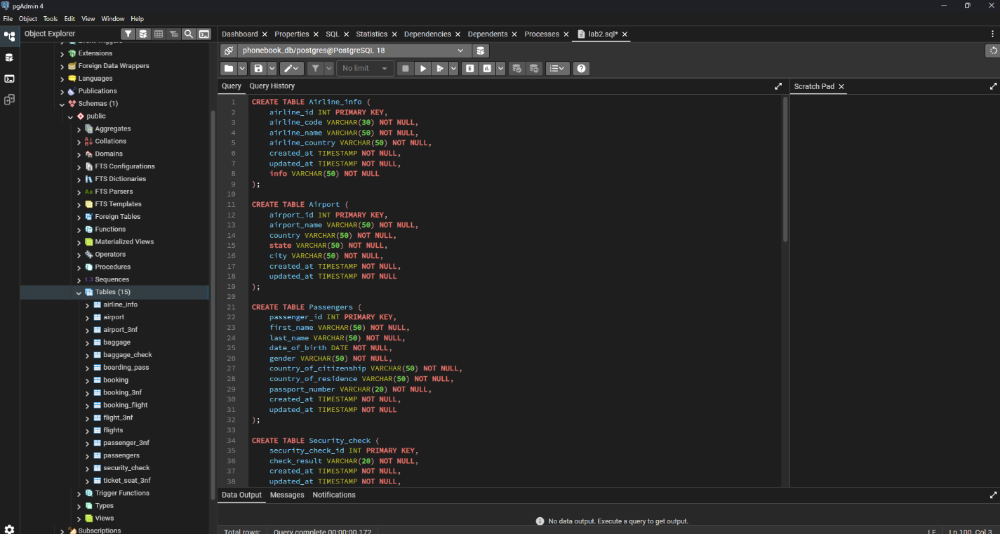 pgAdmin 4
File Object Tools Edit View Window Help
Object Explorer
Extensions
Foreign Data Wrappers
Languages
Publications
Schemas (1)
public
Aggregates
Collations
Domains
FTS Configurations
FTS Dictionaries
FTS Parsers
FTS Templates
Foreign Tables
Functions
Materialized Views
Operators
Procedures
Sequences
Tables (15)
airline_info
airport
airport_3nf
baggage
baggage_check
boarding_pass
booking
booking_3nf
booking_flight
flight_3nf
flights
passenger_3nf
passengers
security_check
ticket_seat_3nf
Trigger Functions
Types
Views
Subscriptions
Dashboard Properties SQL Statistics Dependencies Dependents Processes lab2.sql*
phonebook_db/postgres@PostgreSQL 18
No limit
Query Query History
Scratch Pad
1 CREATE TABLE Airline_info (
2 airline_id INT PRIMARY KEY,
3 airline_code VARCHAR(30) NOT NULL,
4 airline_name VARCHAR(50) NOT NULL,
5 airline_country VARCHAR(50) NOT NULL,
6 created_at TIMESTAMP NOT NULL,
7 updated_at TIMESTAMP NOT NULL,
8 info VARCHAR(50) NOT NULL
9 );
10
11 CREATE TABLE Airport (
12 airport_id INT PRIMARY KEY,
13 airport_name VARCHAR(50) NOT NULL,
14 country VARCHAR(50) NOT NULL,
15 state VARCHAR(50) NOT NULL,
16 city VARCHAR(50) NOT NULL,
17 created_at TIMESTAMP NOT NULL,
18 updated_at TIMESTAMP NOT NULL
19 );
20
21 CREATE TABLE Passengers (
22 passenger_id INT PRIMARY KEY,
23 first_name VARCHAR(50) NOT NULL,
24 last_name VARCHAR(50) NOT NULL,
25 date_of_birth DATE NOT NULL,
26 gender VARCHAR(50) NOT NULL,
27 country_of_citizenship VARCHAR(50) NOT NULL,
28 country_of_residence VARCHAR(50) NOT NULL,
29 passport_number VARCHAR(20) NOT NULL,
30 created_at TIMESTAMP NOT NULL,
31 updated_at TIMESTAMP NOT NULL
32 );
33
34 CREATE TABLE Security_check (
35 security_check_id INT PRIMARY KEY,
36 check_result VARCHAR(20) NOT NULL,
37 created_at TIMESTAMP NOT NULL,
38 updated_at TIMESTAMP NOT NULL,
Data Output Messages Notifications
No data output. Execute a query to get output.
Total rows: Query complete 00:00:00.172 LF Ln 100, Col 3